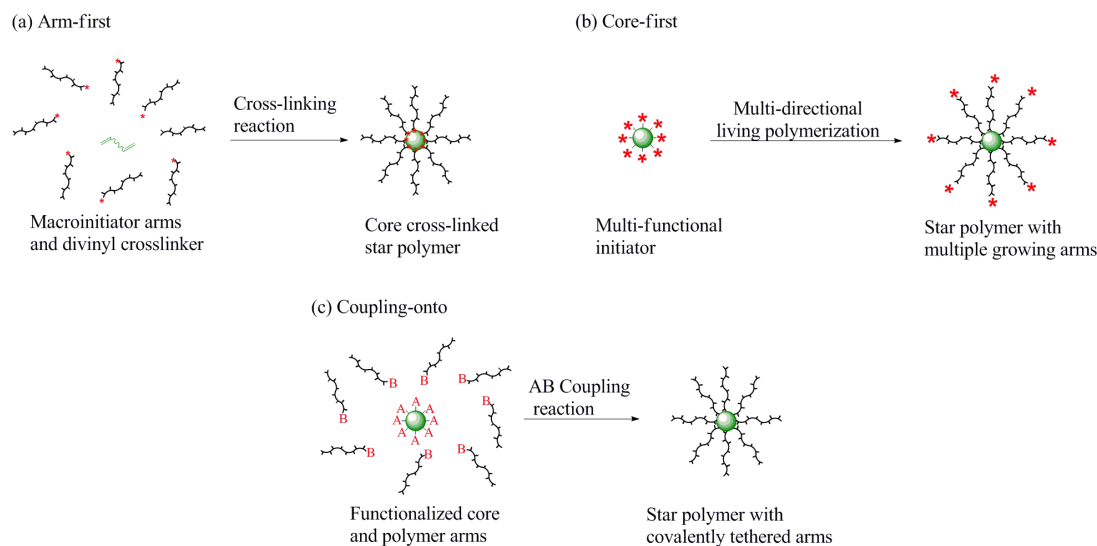 (a) Arm-first
Cross-linking
reaction
Macroinitiator arms
and divinyl crosslinker
Core cross-linked
star polymer
(b) Core-first
Multi-directional
living polymerization
Multi-functional
initiator
Star polymer with
multiple growing arms
(c) Coupling-onto
B
B
B
B
B
B
B
B
A
A
A
A
A
A
A
A
AB Coupling
reaction
Functionalized core
and polymer arms
Star polymer with
covalently tethered arms